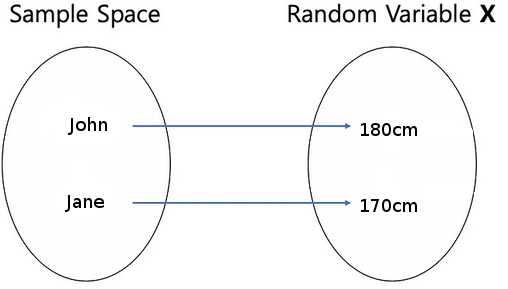 Sample Space
Random Variable X
John
180cm
Jane
170cm